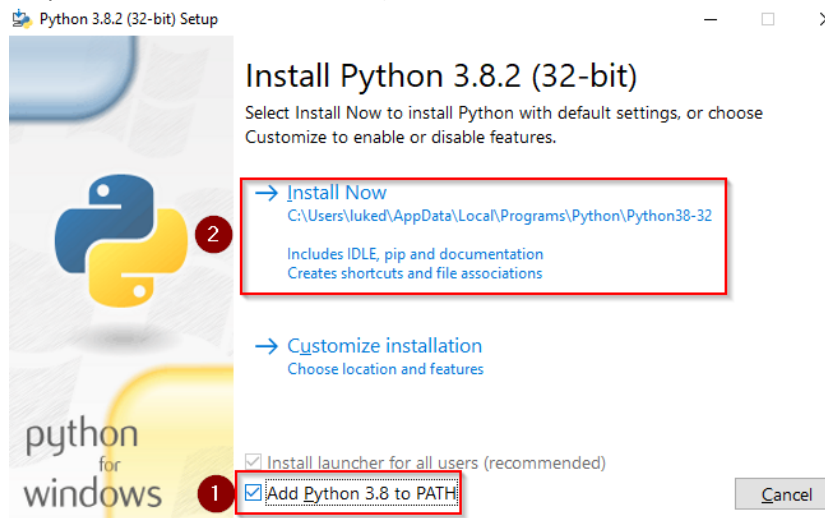 Python 3.8.2 (32-bit) Setup
Install Python 3.8.2 (32-bit)
Select Install Now to install Python with default settings, or choose
Customize to enable or disable features.
Install Now
C:\Users\luked\AppData\Local\Programs\Python\Python38-32
2
Includes IDLE, pip and documentation
Creates shortcuts and file associations
Customize installation
Choose location and features
python
for
windows
Install launcher for all users (recommended)
1
Add Python 3.8 to PATH
Cancel